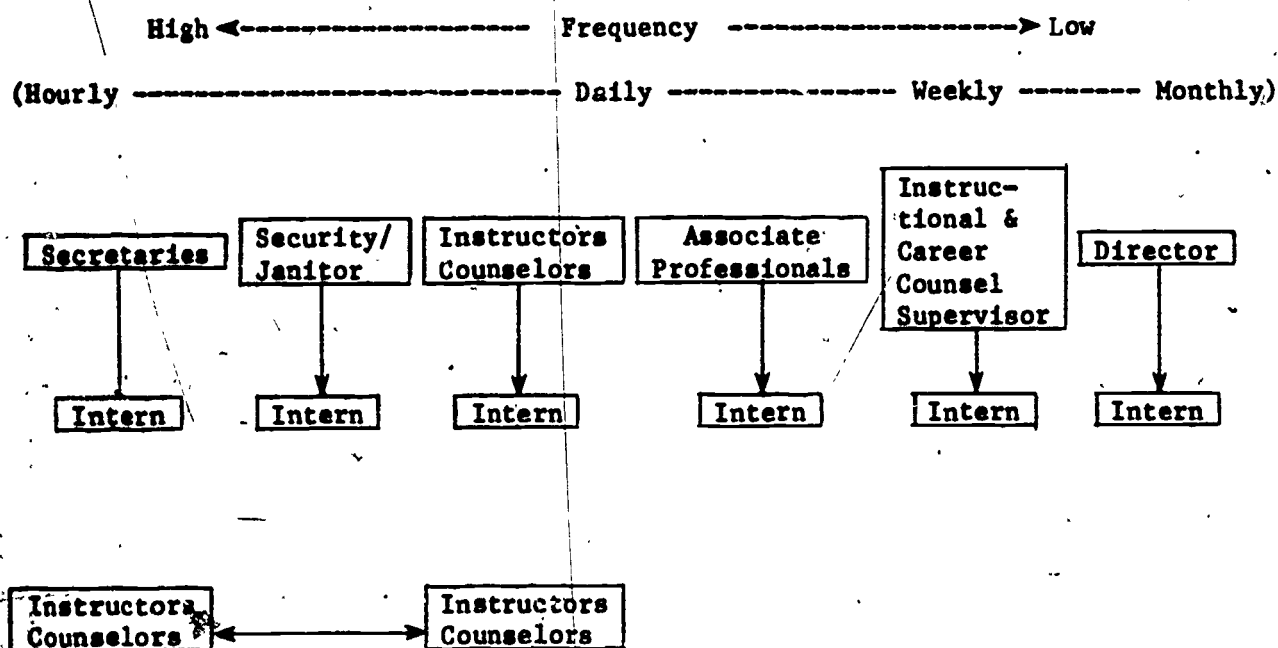 High <------------------- Frequency -------------------> Low
(Hourly ---------------------------- Daily --------------- Weekly -------- Monthly)
Secretaries
Security/
Janitor
Instructors
Counselors
Associate
Professionals
Instruc-
tional &
Career
Counsel
Supervisor
Director
Intern
Intern
Intern
Intern
Intern
Intern
Instructors
Counselors
Instructors
Counselors